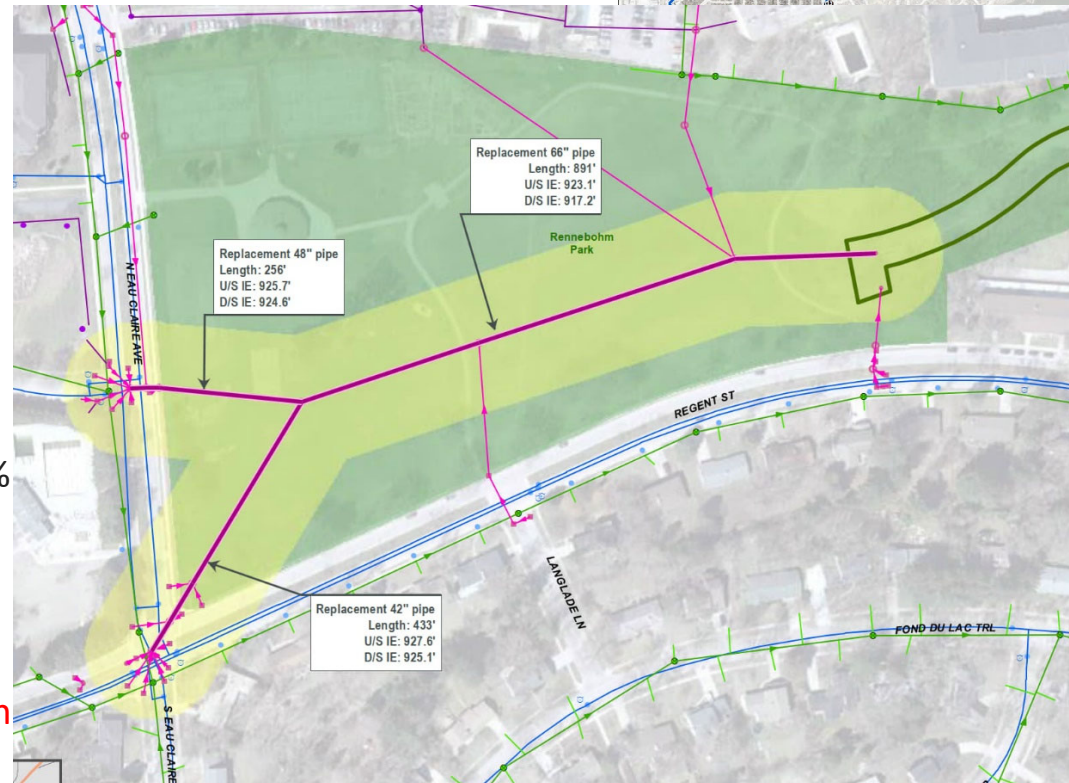 Replacement 66" pipe
Length: 891'
U/S IE: 923.1'
D/S IE: 917.2'
Rennebohm
Park
Replacement 48" pipe
Length: 256'
U/S IE: 925.7'
D/S IE: 924.6'
N EAU CLAIRE AVE
REGENT ST
%
LANGLADE LN
Replacement 42" pipe
Length: 433'
U/S IE: 927.6'
D/S IE: 925.1'
FOND DU LAC TRL
S EAU CLAIRE